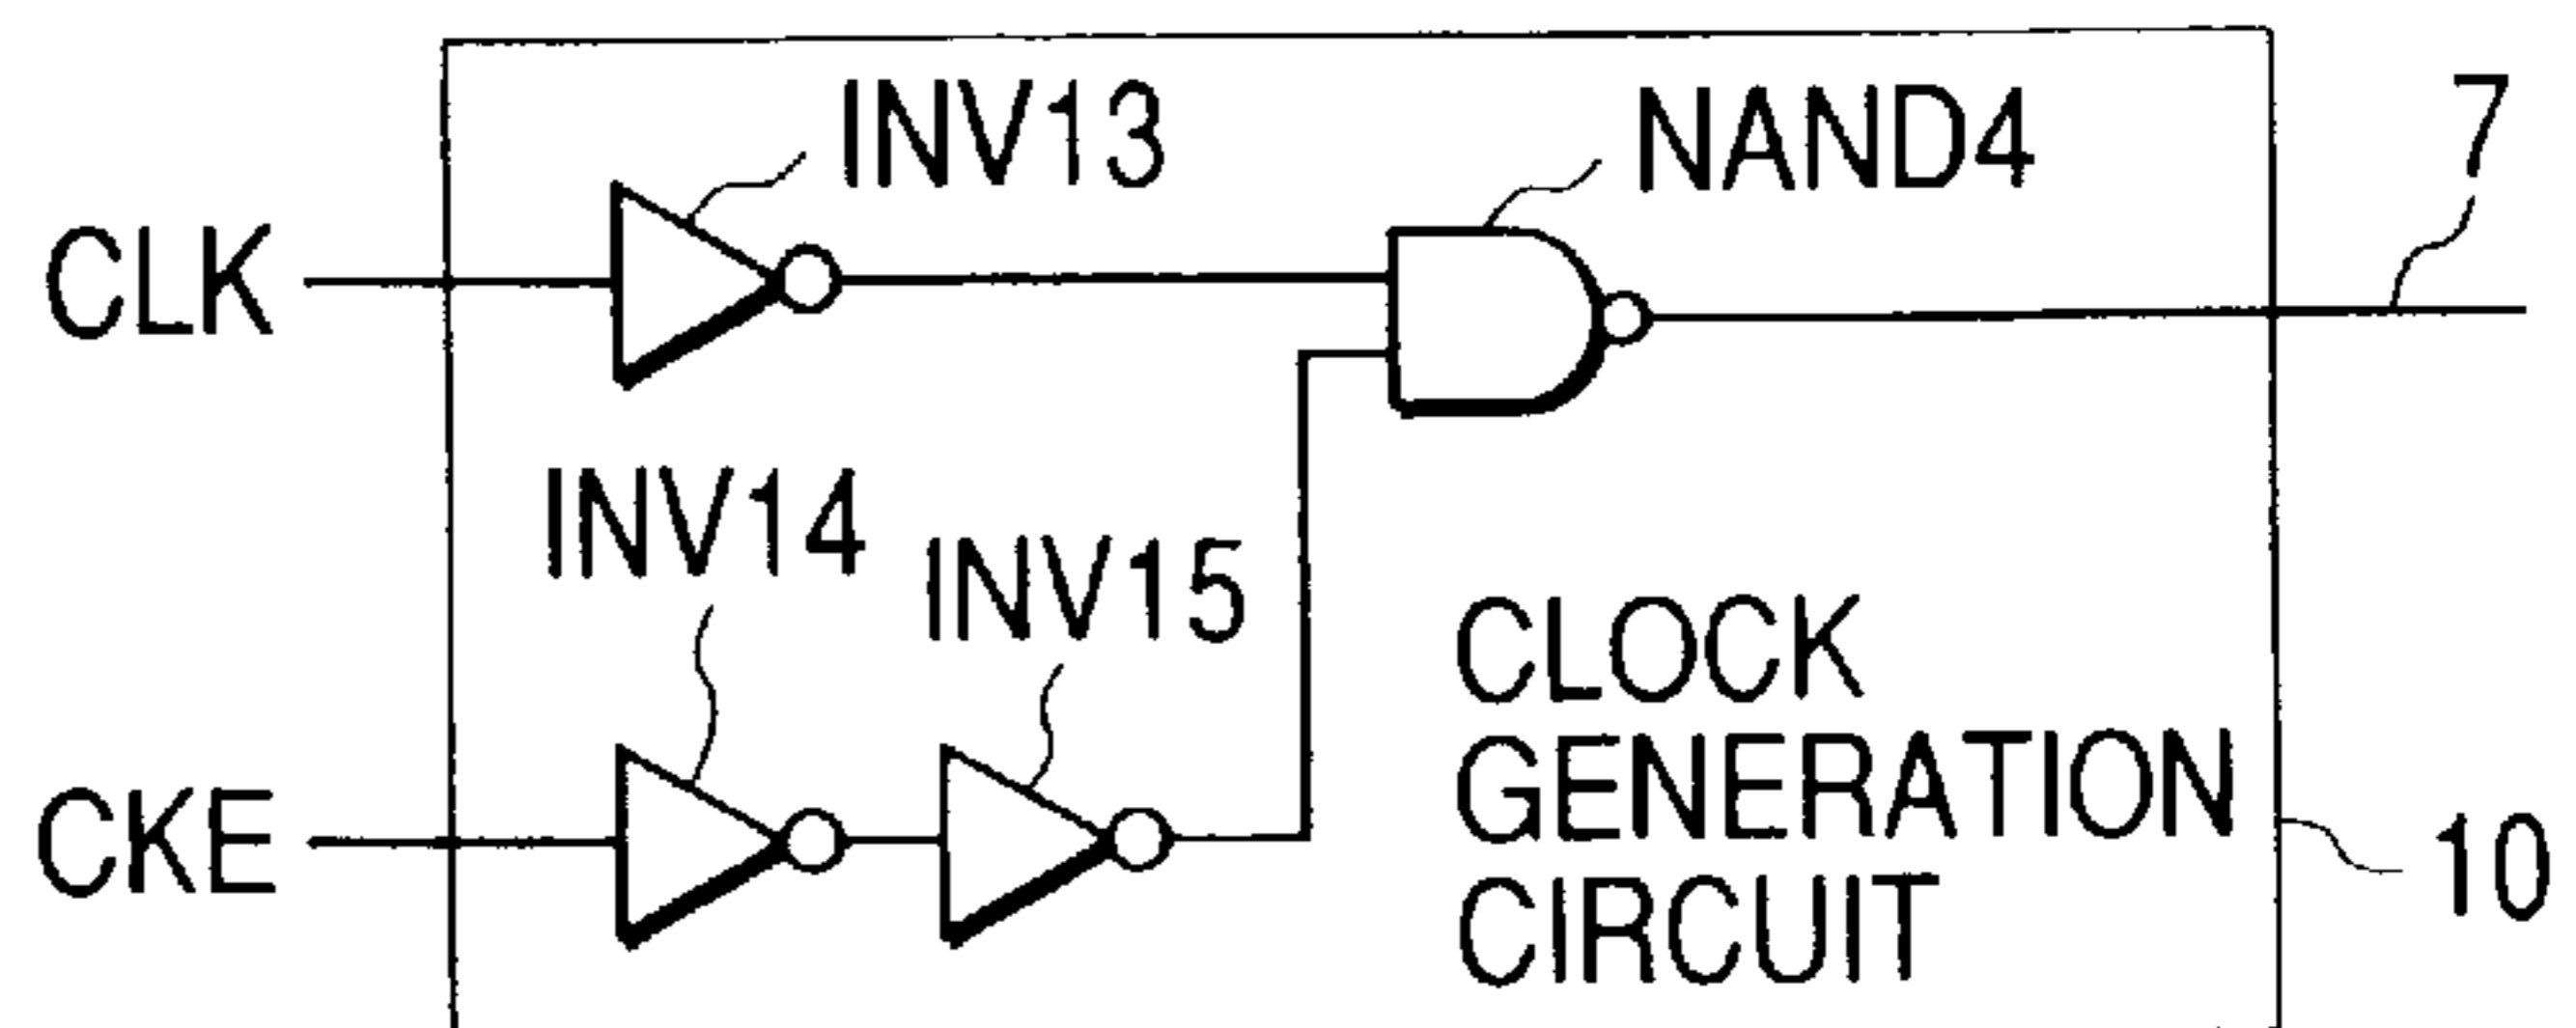 INV13
NAND4
7
CLK
INV14
INV15
CLOCK
GENERATION
CIRCUIT
CKE
10